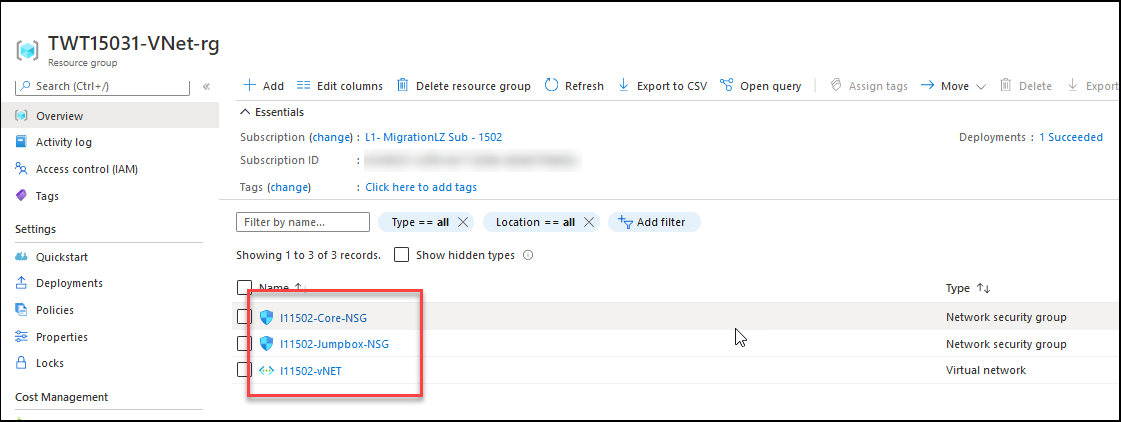 TWT15031-VNet-rg
Resource group
Search (Ctrl+/) «
Add Edit columns Delete resource group Refresh Export to CSV Open query Assign tags Move Delete Export
Overview
Activity log
Access control (IAM)
Tags
Settings
Quickstart
Deployments
Policies
Properties
Locks
Cost Management
Essentials
Subscription (change) : L1- MigrationLZ Sub - 1502
Deployments : 1 Succeeded
Subscription ID :
Tags (change) : Click here to add tags
Filter by name... Type == all Location == all Add filter
Showing 1 to 3 of 3 records. Show hidden types
Name Type
I11502-Core-NSG Network security group
I11502-Jumpbox-NSG Network security group
I11502-vNET Virtual network